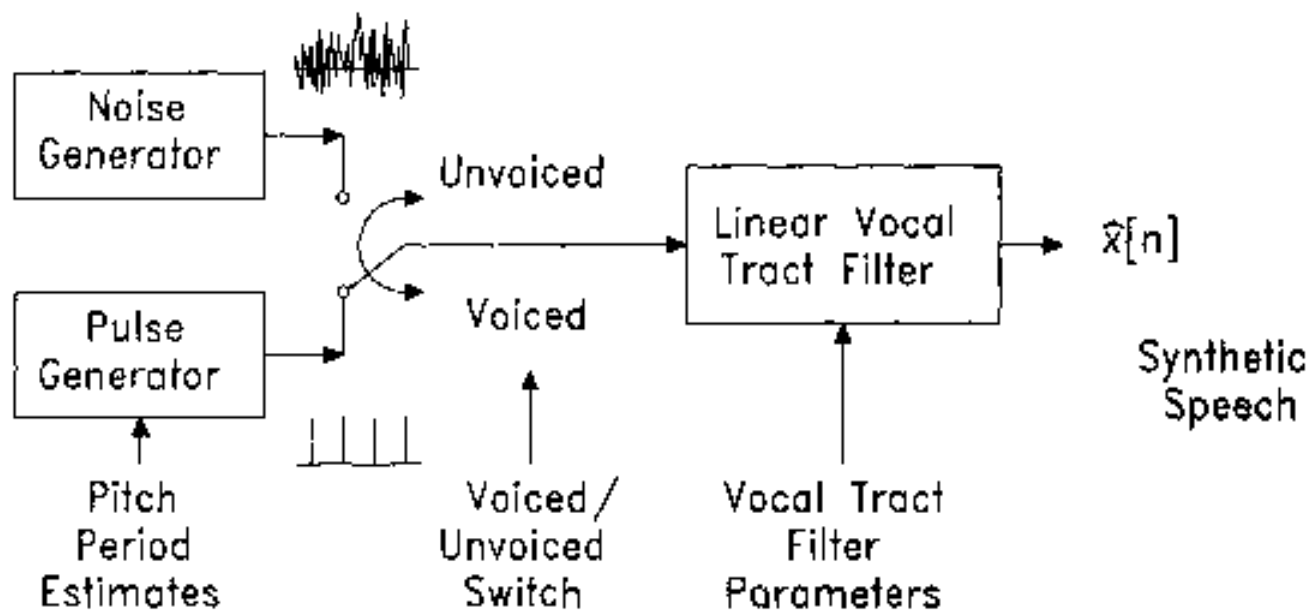 Noise
Generator
Unvoiced
Linear Vocal
Tract Filter
x̂[n]
Voiced
Pulse
Generator
Synthetic
Speech
Pitch
Period
Estimates
Voiced/
Unvoiced
Switch
Vocal Tract
Filter
Parameters